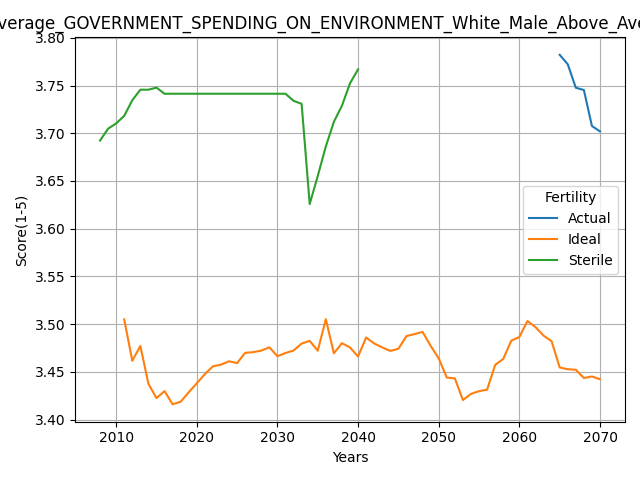 verage_GOVERNMENT_SPENDING_ON_ENVIRONMENT_White_Male_Above_Ave
3.80
3.75
3.70
3.65
3.60
3.55
3.50
3.45
3.40
Score(1-5)
Fertility
Actual
Ideal
Sterile
2010 2020 2030 2040 2050 2060 2070
Years